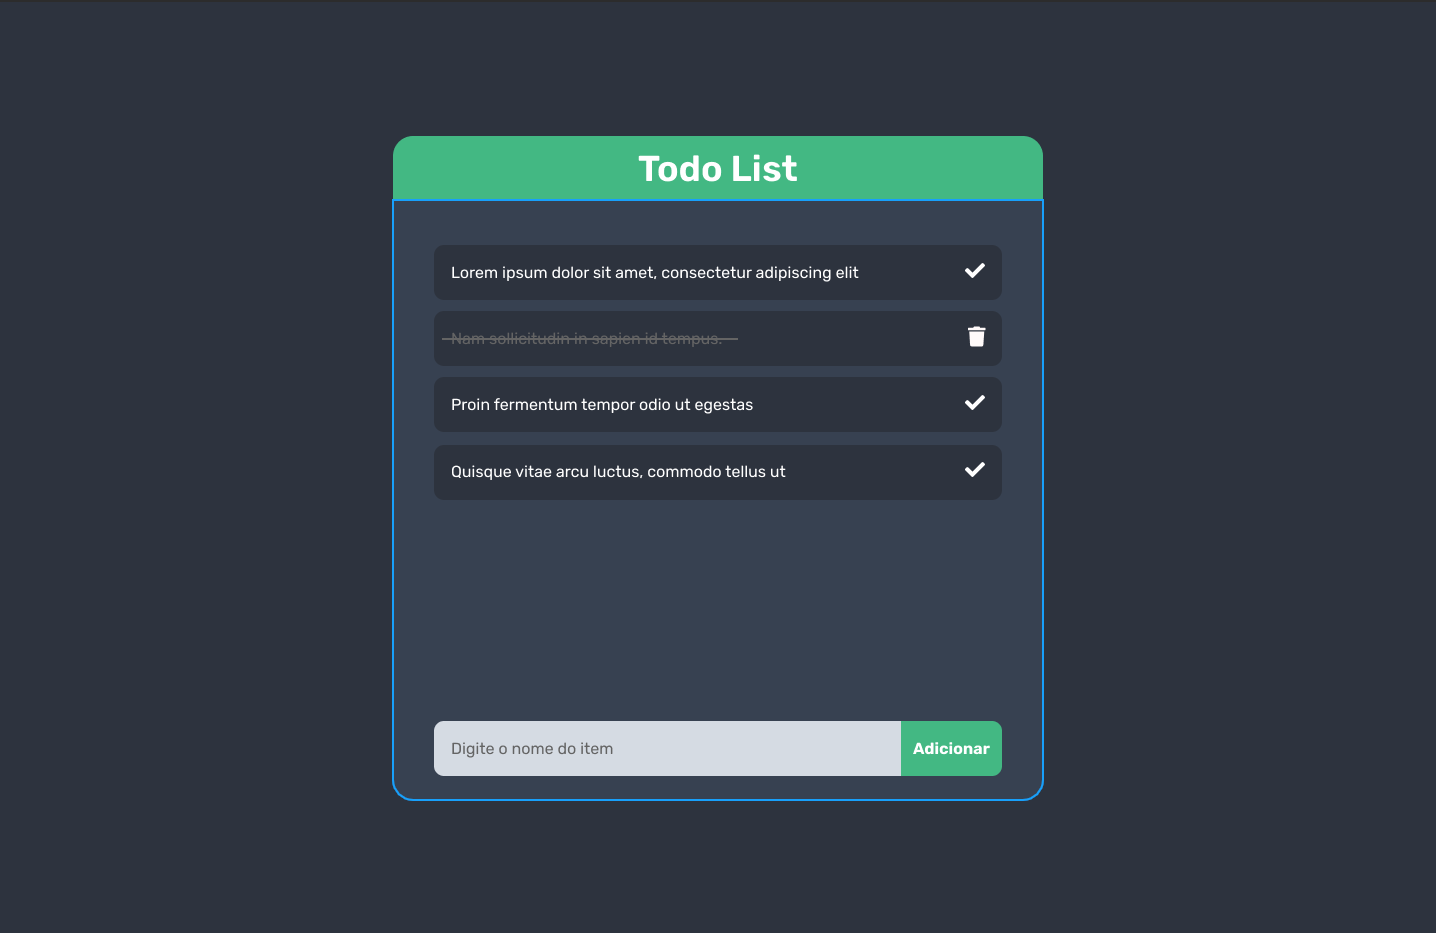 Todo List
Lorem ipsum dolor sit amet, consectetur adipiscing elit
Nam sollicitudin in sapien id tempus.
Proin fermentum tempor odio ut egestas
Quisque vitae arcu luctus, commodo tellus ut
Digite o nome do item
Adicionar